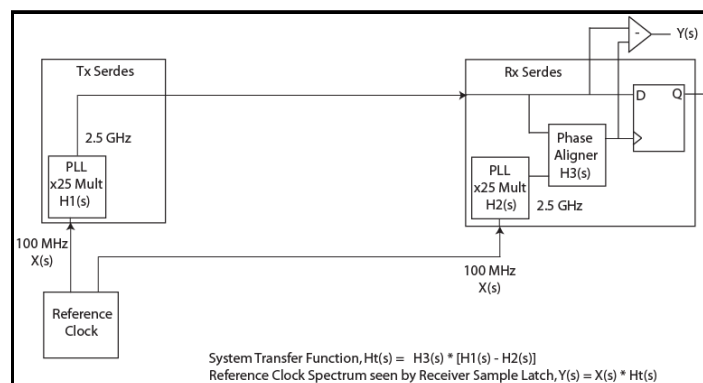 Y(s)
-
Tx Serdes
Rx Serdes
D
Q
2.5 GHz
Phase
Aligner
H3(s)
PLL
x25 Mult
H1(s)
PLL
x25 Mult
H2(s)
2.5 GHz
100 MHz
X(s)
100 MHz
X(s)
Reference
Clock
System Transfer Function, Ht(s) = H3(s) * [H1(s) - H2(s)]
Reference Clock Spectrum seen by Receiver Sample Latch, Y(s) = X(s) * Ht(s)